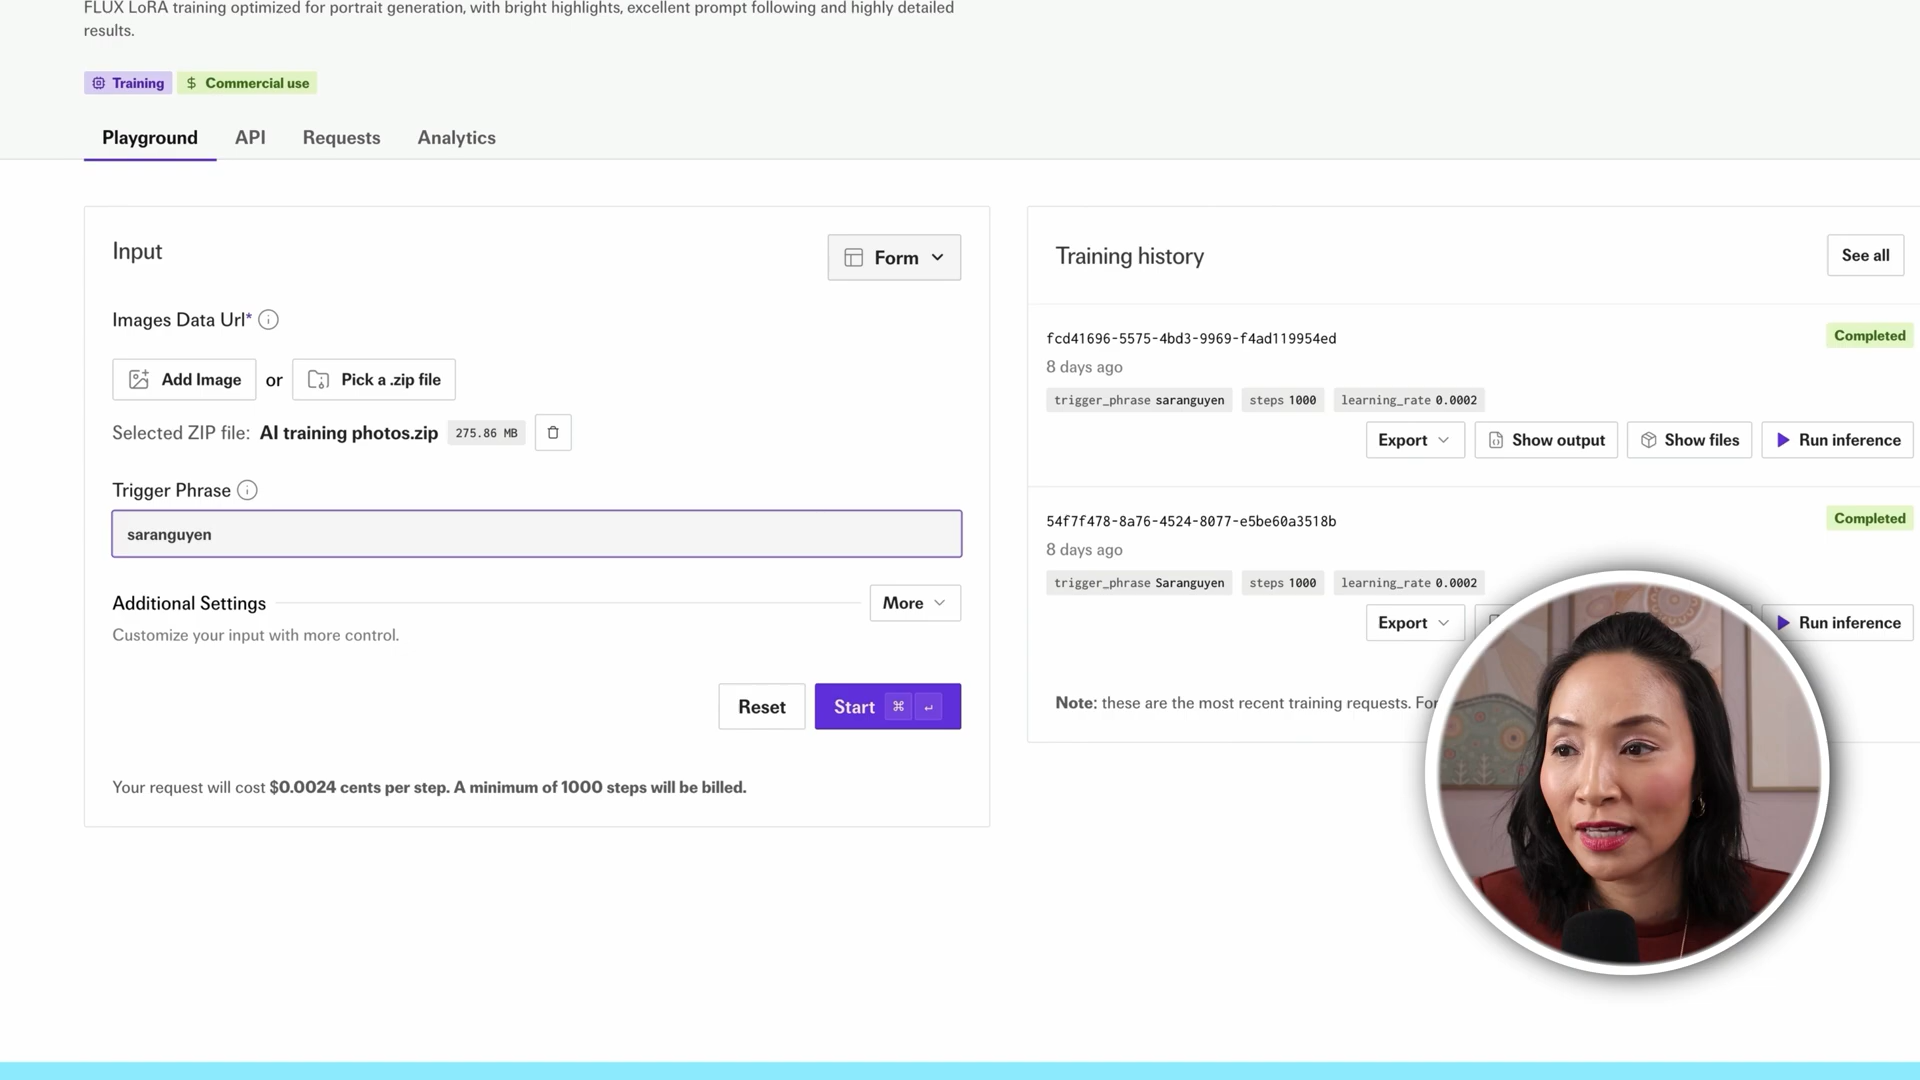 FLUX LoRA training optimized for portrait generation, with bright highlights, excellent prompt following and highly detailed
results.
Training
$ Commercial use
Playground
API
Requests
Analytics
Input
Form
Images Data Url*
Add Image
or
Pick a .zip file
Selected ZIP file: AI training photos.zip 275.86 MB
Trigger Phrase
saranguyen
Additional Settings
More
Customize your input with more control.
Reset
Start ⌘ ↵
Your request will cost $0.0024 cents per step. A minimum of 1000 steps will be billed.
Training history
See all
fcd41696-5575-4bd3-9969-f4ad119954ed
Completed
8 days ago
trigger_phrase saranguyen
steps 1000
learning_rate 0.0002
Export
Show output
Show files
Run inference
54f7f478-8a76-4524-8077-e5be60a3518b
Completed
8 days ago
trigger_phrase Saranguyen
steps 1000
learning_rate 0.0002
Export
Run inference
Note: these are the most recent training requests.